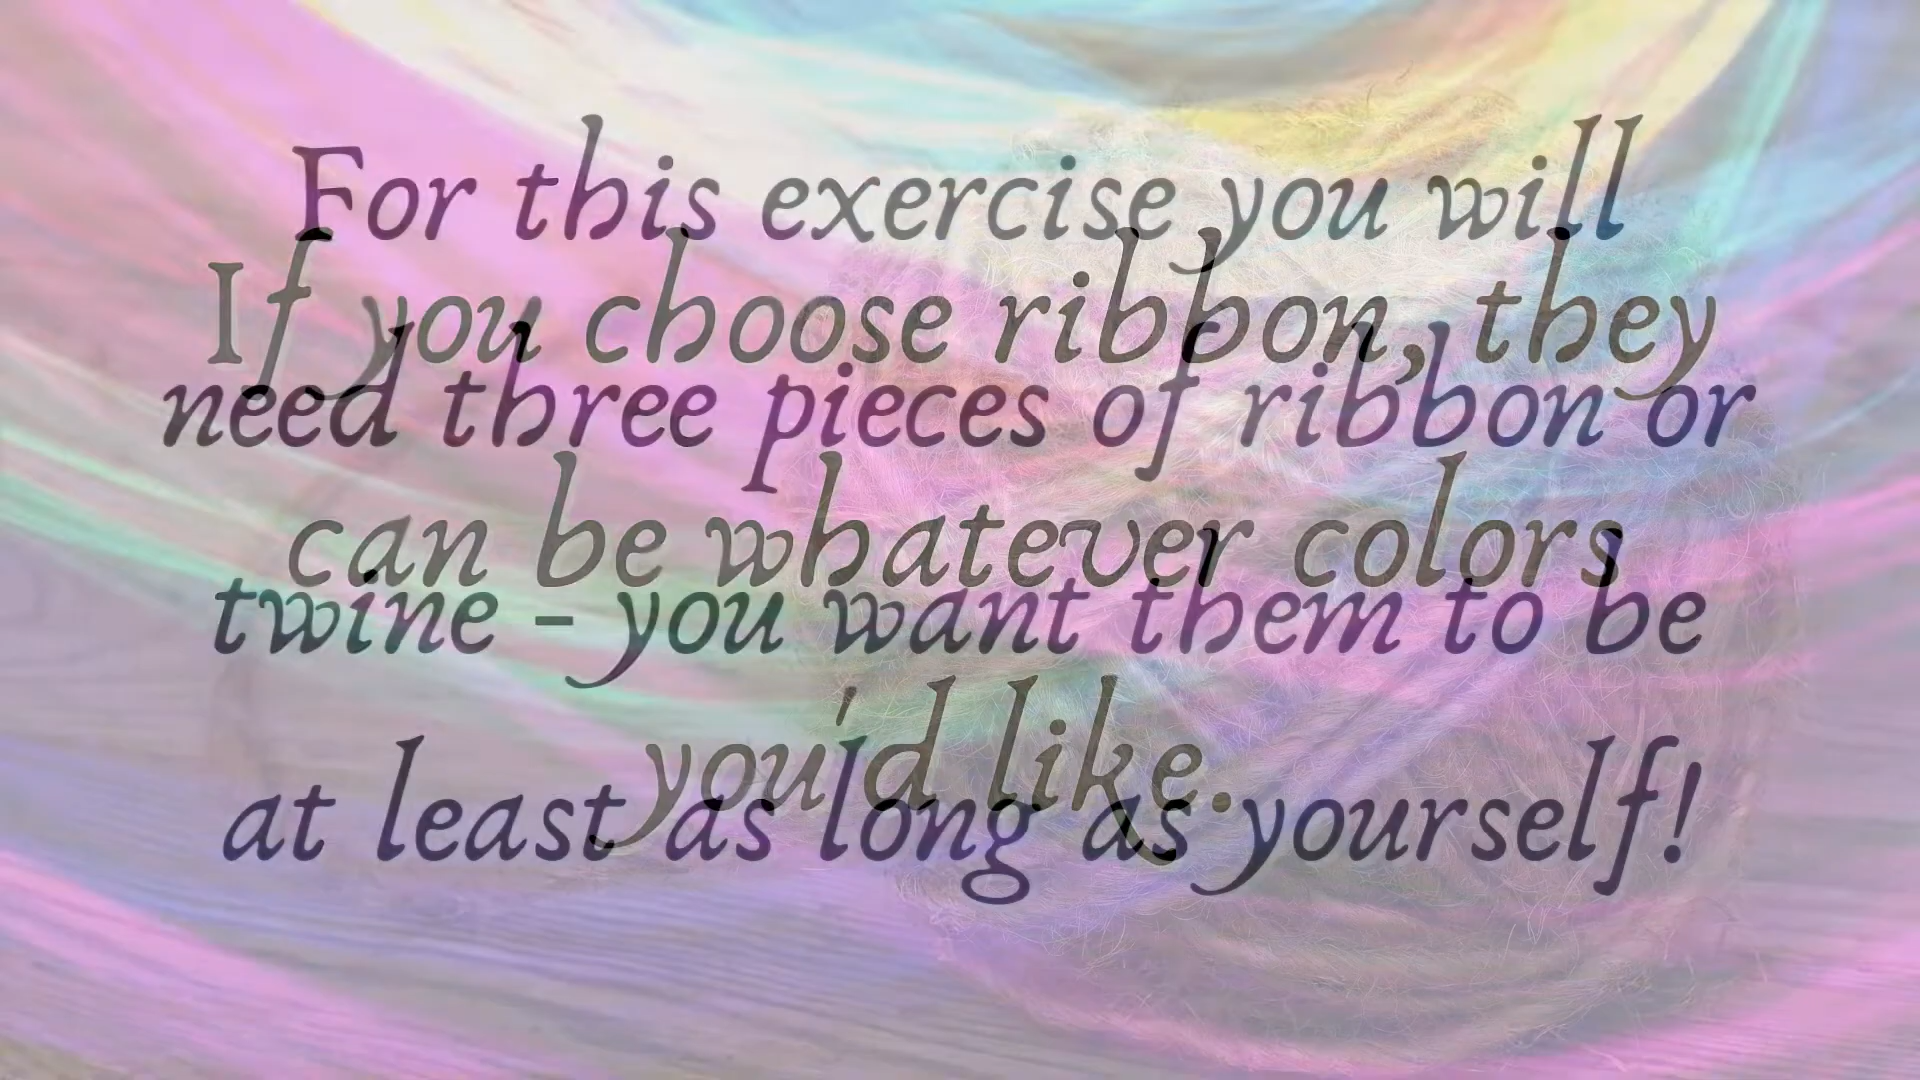 For this exercise you will
need three pieces of ribbon or
twine - you want them to be
at least as long as yourself!
If you choose ribbon, they
can be whatever colors
you'd like.